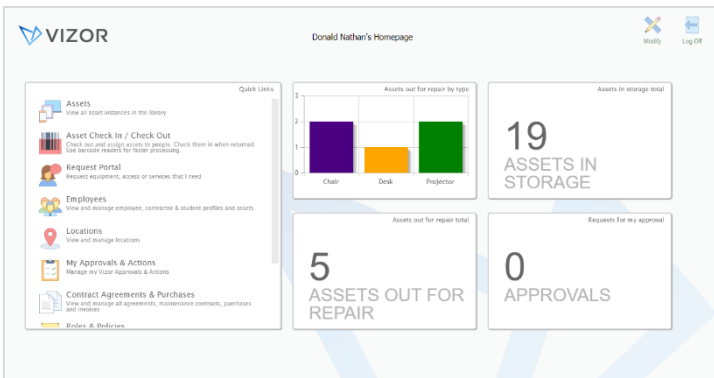 VIZOR
Donald Nathan's Homepage
Modify
Log Off
Quick Links
Assets
View all asset instances in the library
Asset Check In / Check Out
Check out and assign assets to people. Check them in when returned.
Use barcode readers for faster processing.
Request Portal
Request equipment, access or services that I need
Employees
View and manage employee, contractor & student profiles and assets
Locations
View and manage locations
My Approvals & Actions
Manage my Vizor Approvals & Actions
Contract Agreements & Purchases
View and manage all agreements, maintenance contracts, purchases
and invoices
Roles & Policies
Assets out for repair by type
3
2
1
0
Chair
Desk
Projector
Assets in storage total
19
ASSETS IN
STORAGE
Assets out for repair total
5
ASSETS OUT FOR
REPAIR
Requests for my approval
0
APPROVALS